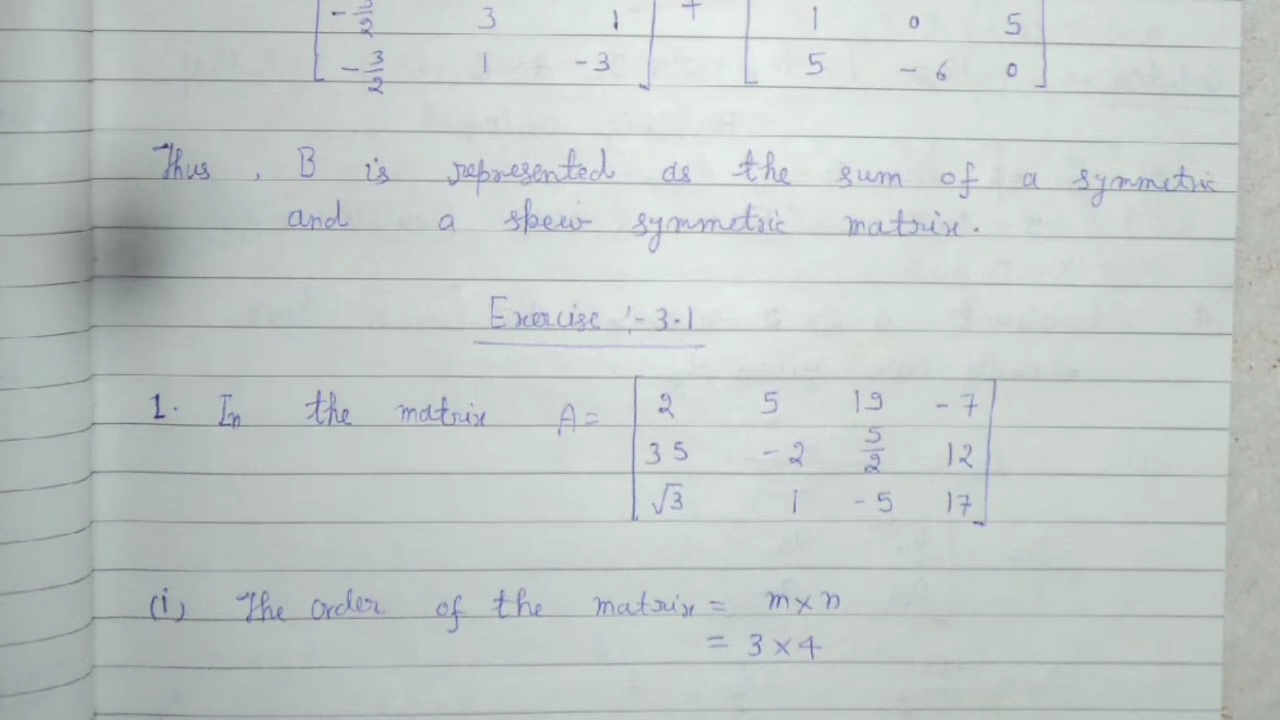 -3/2 3 1 + 1 0 5
-3/2 1 -3 5 -6 0
Thus, B is represented as the sum of a symmetric
and a skew symmetric matrix.
Exercise :- 3.1
1. In the matrix A = 2 5 19 -7
35 -2 5/2 12
√3 1 -5 17
(i) The order of the matrix = m×n
= 3×4